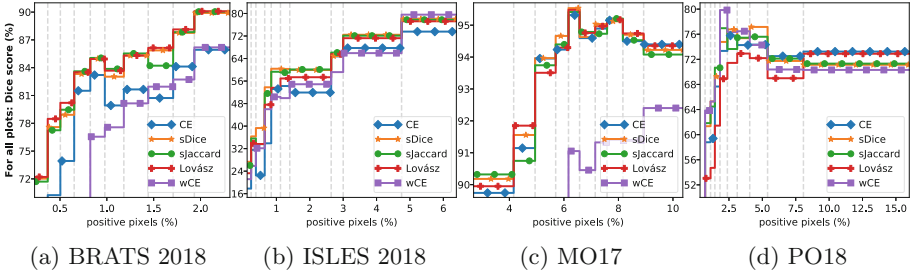 For all plots: Dice score (%)
90
87
84
81
78
75
72
0.5
1.0
1.5
2.0
positive pixels (%)
CE
sDice
sJaccard
Lovász
wCE
80
72
64
56
48
40
32
24
16
1
2
3
4
5
6
positive pixels (%)
CE
sDice
sJaccard
Lovász
wCE
95
94
93
92
91
90
4
6
8
10
positive pixels (%)
CE
sDice
sJaccard
Lovász
wCE
80
76
72
68
64
60
56
52
2.5
5.0
7.5
10.0
12.5
15.0
positive pixels (%)
CE
sDice
sJaccard
Lovász
wCE
(a) BRATS 2018 (b) ISLES 2018 (c) MO17 (d) PO18